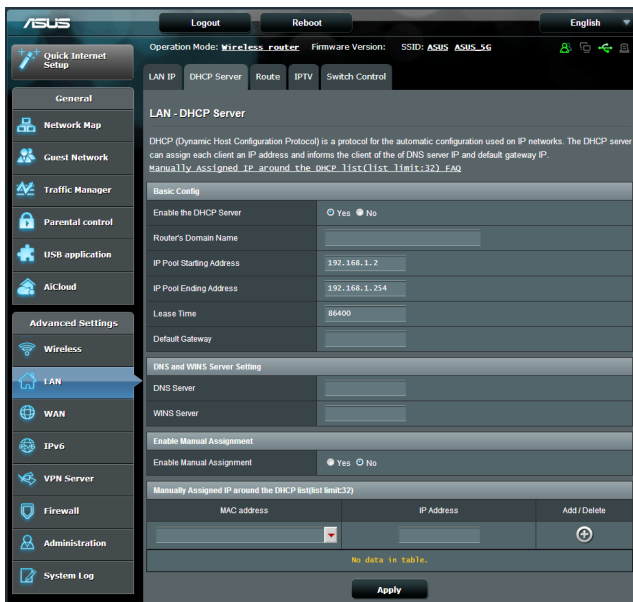 ASUS
Logout
Reboot
English
Operation Mode: Wireless router Firmware Version: SSID: ASUS ASUS_5G
Quick Internet
Setup
General
Network Map
Guest Network
Traffic Manager
Parental control
USB application
AiCloud
Advanced Settings
Wireless
LAN
WAN
IPv6
VPN Server
Firewall
Administration
System Log
LAN IP
DHCP Server
Route
IPTV
Switch Control
LAN - DHCP Server
DHCP (Dynamic Host Configuration Protocol) is a protocol for the automatic configuration used on IP networks. The DHCP server
can assign each client an IP address and informs the client of the of DNS server IP and default gateway IP.
Manually Assigned IP around the DHCP list(list limit:32) FAQ
Basic Config
Enable the DHCP Server Yes No
Router's Domain Name
IP Pool Starting Address 192.168.1.2
IP Pool Ending Address 192.168.1.254
Lease Time 86400
Default Gateway
DNS and WINS Server Setting
DNS Server
WINS Server
Enable Manual Assignment
Enable Manual Assignment Yes No
Manually Assigned IP around the DHCP list(list limit:32)
MAC address IP Address Add / Delete
No data in table.
Apply